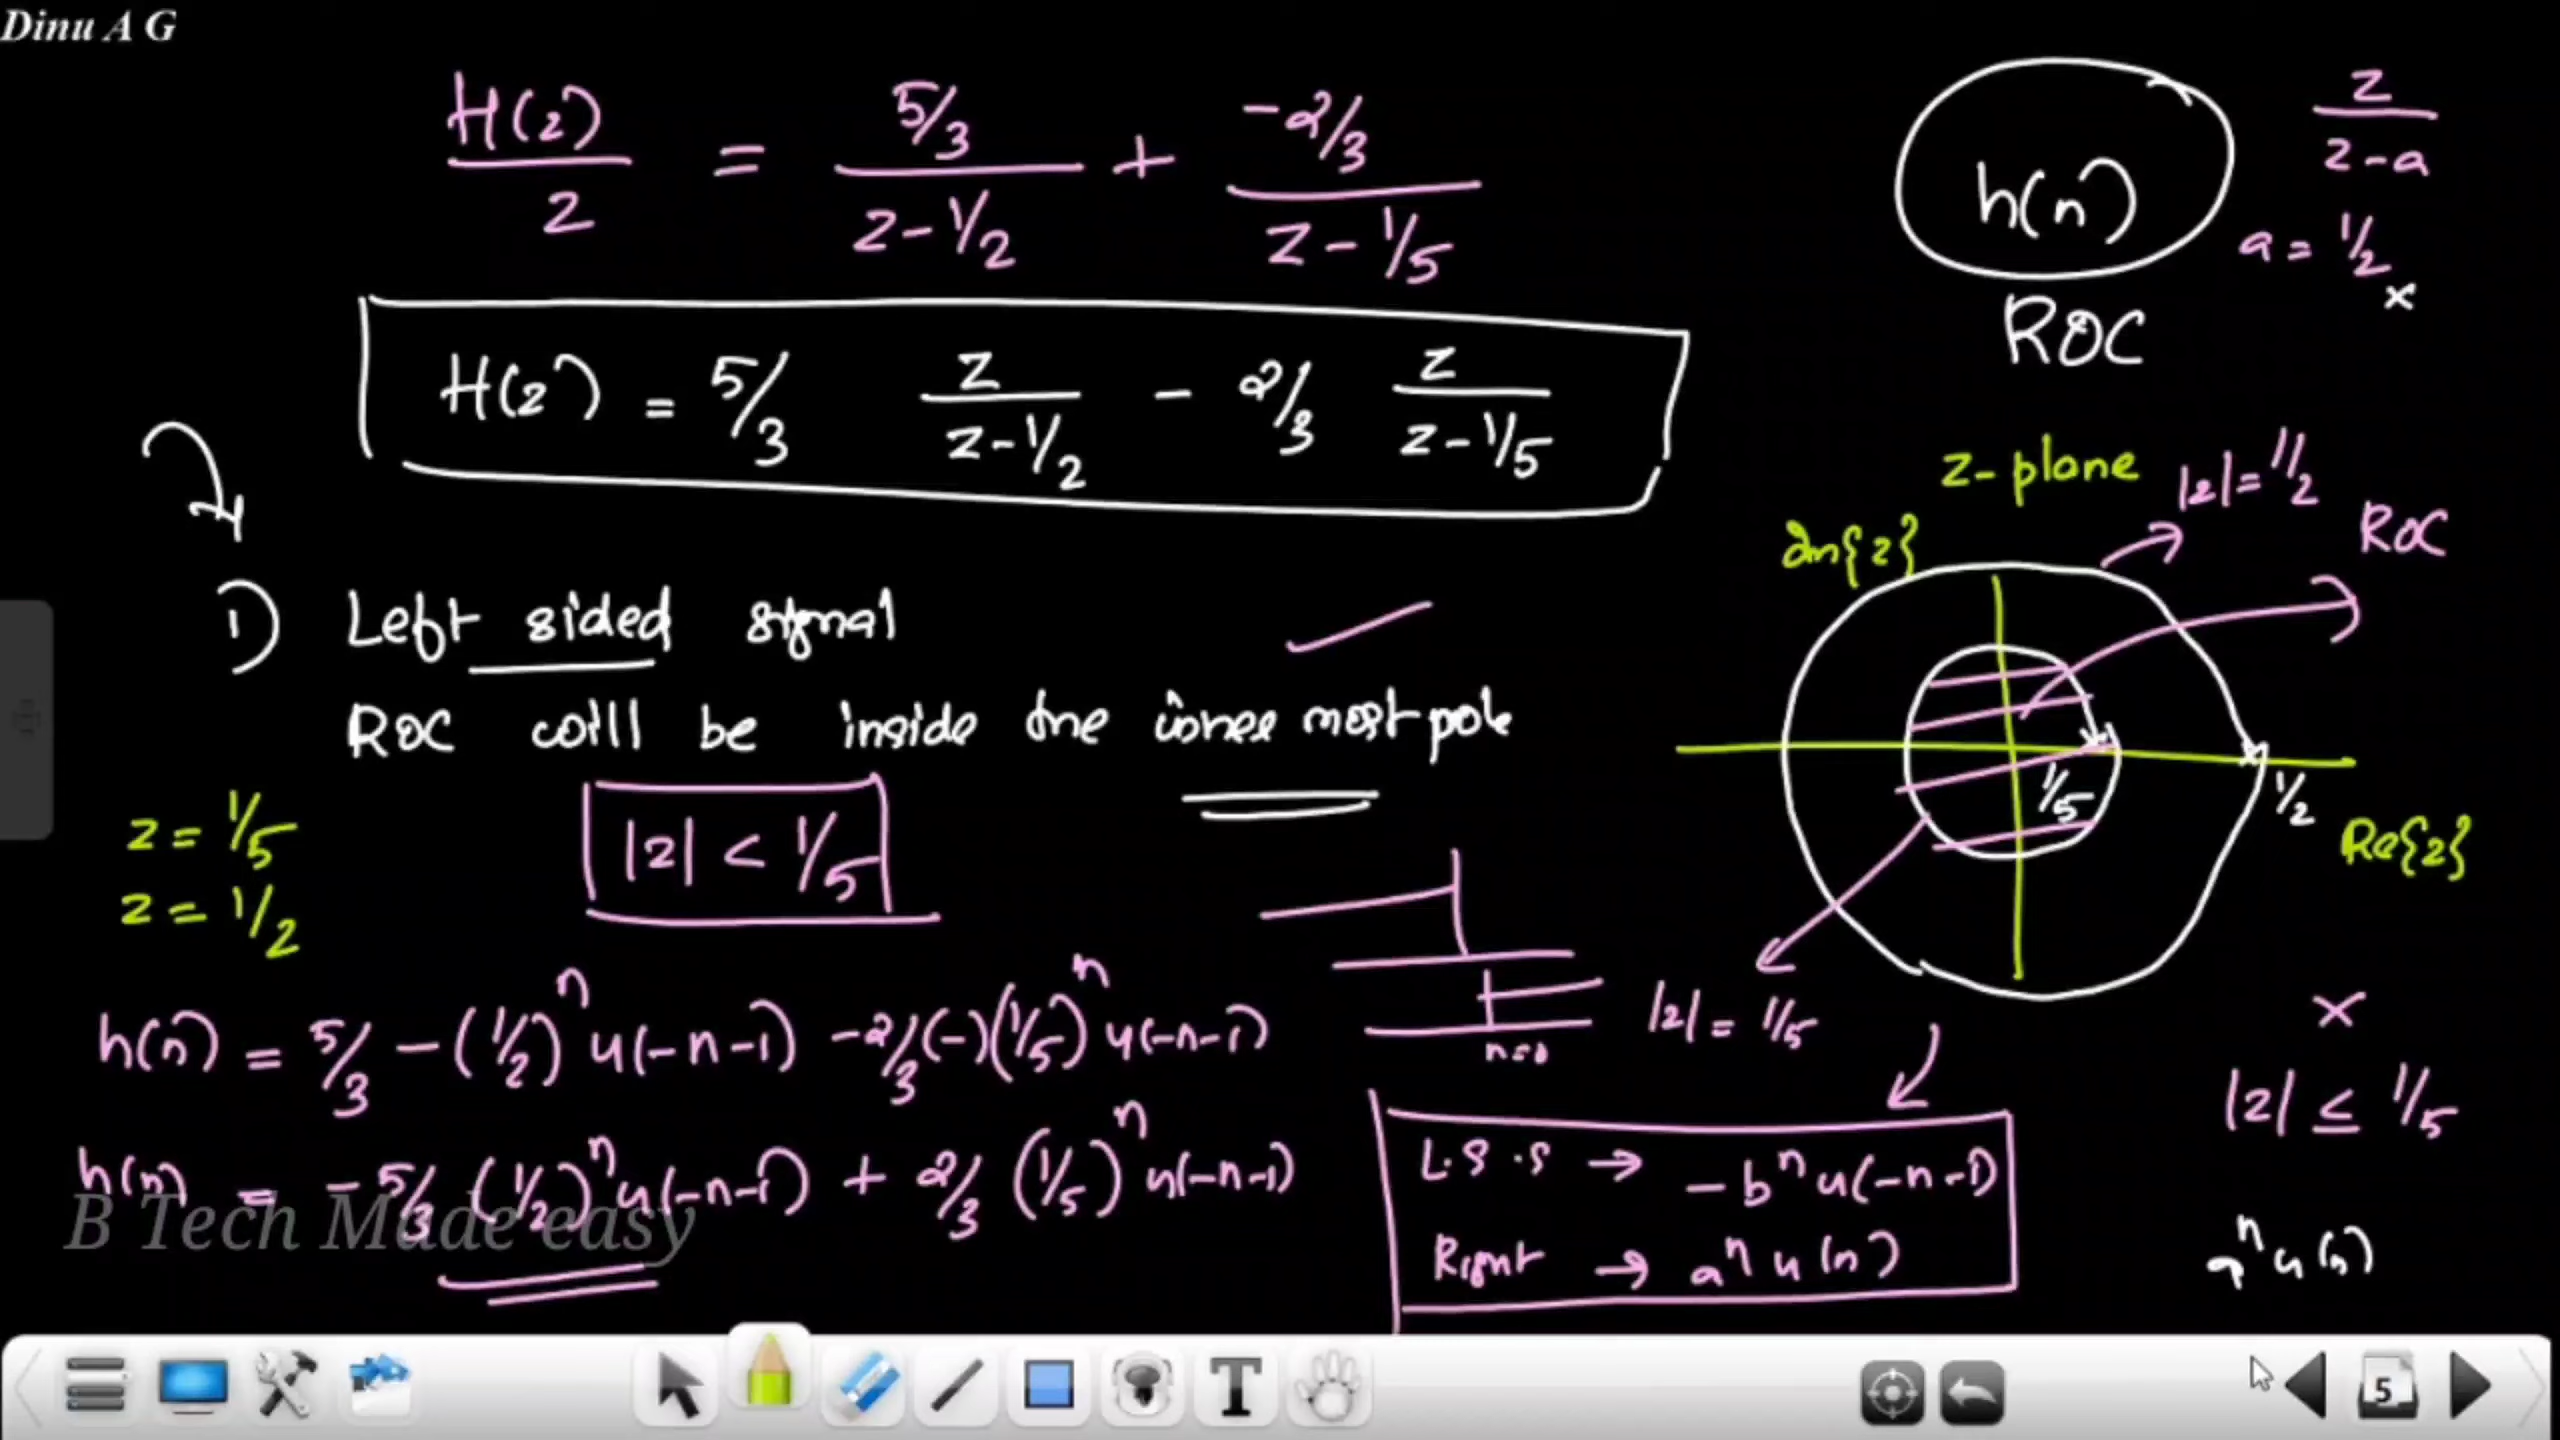 Dinu A G
H(z)/z = 5/3/(z-1/2) + -2/3/(z-1/5)
h(n)
z/(z-a)
a = 1/2
x
ROC
H(z) = 5/3 z/(z-1/2) - 2/3 z/(z-1/5)
z-plane
|z|=1/2
ROC
Im{z}
1) Left sided signal
ROC will be inside the inner most pole
1/5
1/2
Re{z}
z = 1/5
z = 1/2
|z| < 1/5
h(n) = 5/3 -(1/2)^n u(-n-1) -2/3(-)(1/5)^n u(-n-1)
n=0
|z| = 1/5
x
|z| ≤ 1/5
h(n) = -5/3 (1/2)^n u(-n-1) + 2/3 (1/5)^n u(-n-1)
L.S.S → -b^n u(-n-1)
Right → a^n u(n)
a^n u(n)
B Tech Made easy
T
5